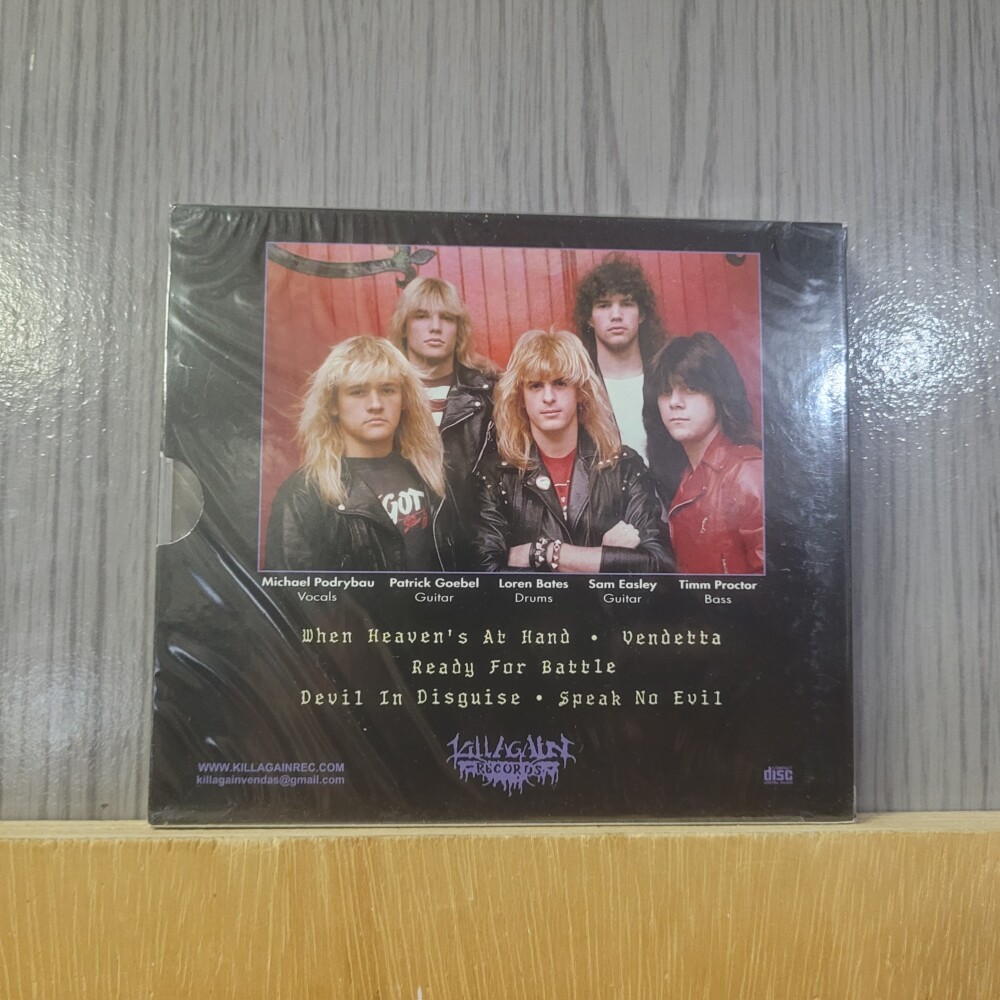 GOT
Michael Podrybau Patrick Goebel Loren Bates Sam Easley Timm Proctor
Vocals Guitar Drums Guitar Bass
When Heaven's At Hand • Vendetta
Ready For Battle
Devil In Disguise • Speak No Evil
KILLAGAIN
RECORDS
WWW.KILLAGAINREC.COM
killagainvendas@gmail.com
disc